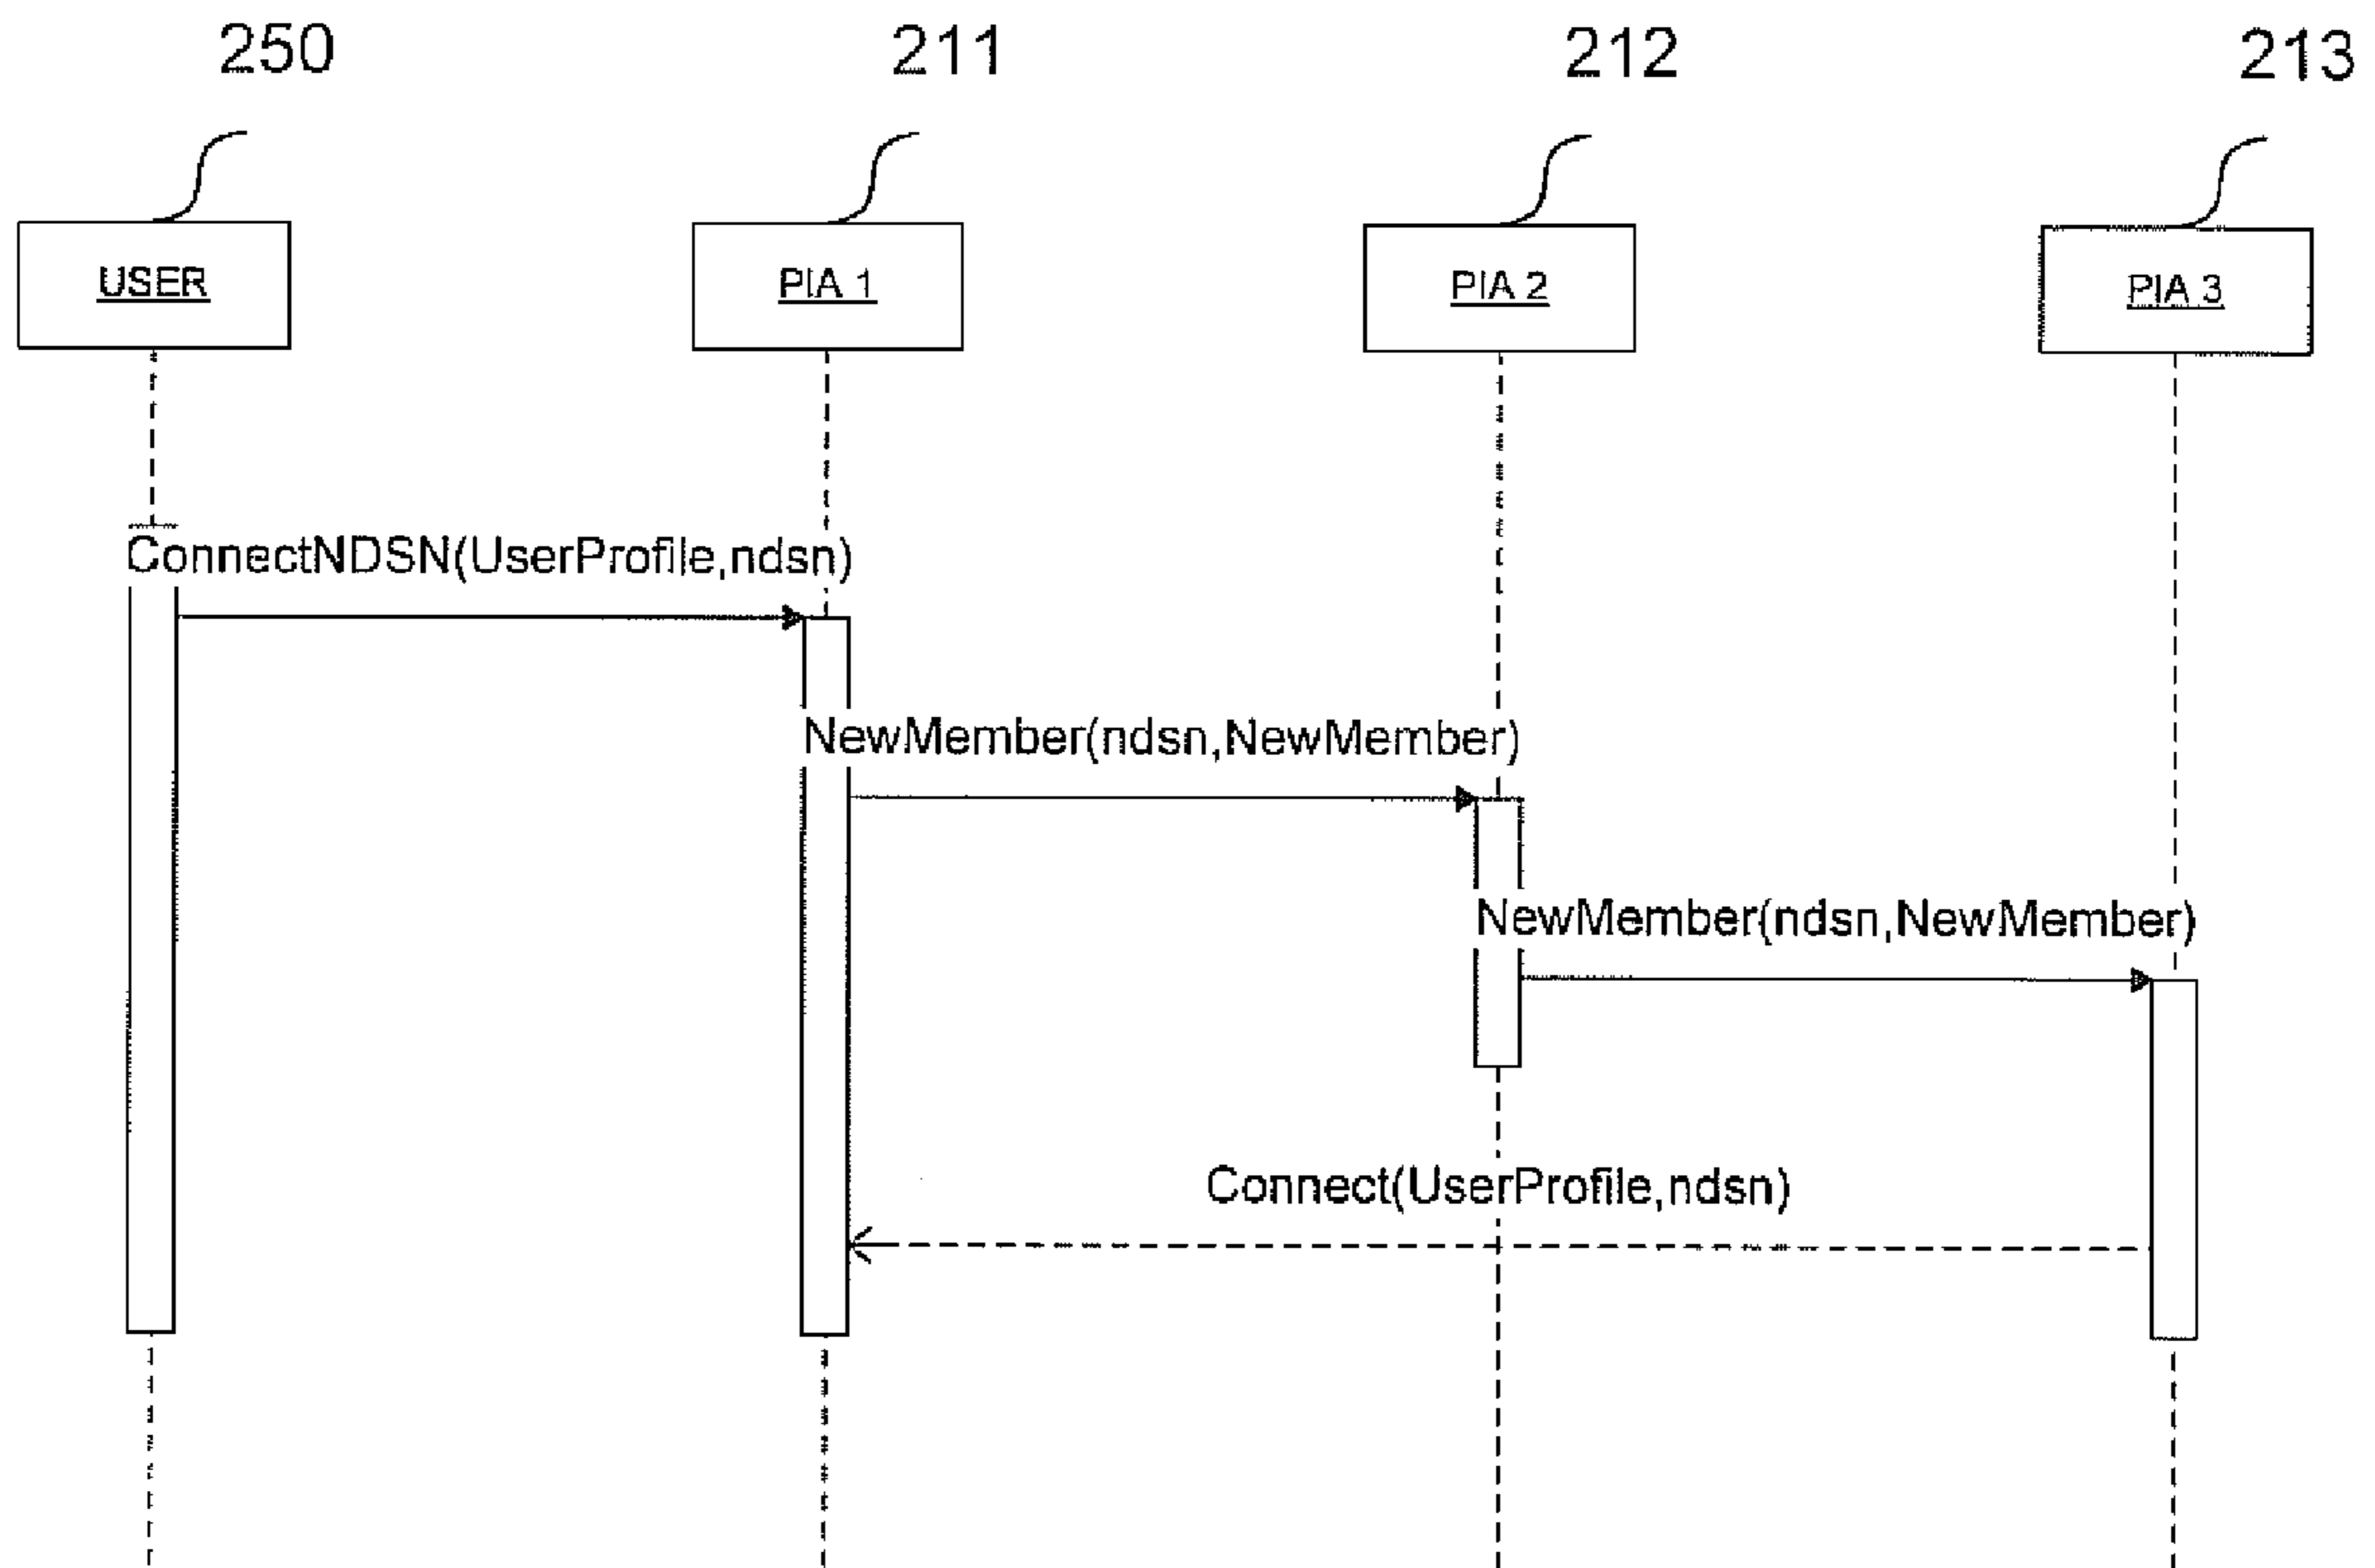 250
211
212
213
USER
PIA 1
PIA 2
PIA 3
ConnectNDSN(UserProfile,ndsn)
NewMember(ndsn,NewMember)
NewMember(ndsn,NewMember)
Connect(UserProfile,ndsn)